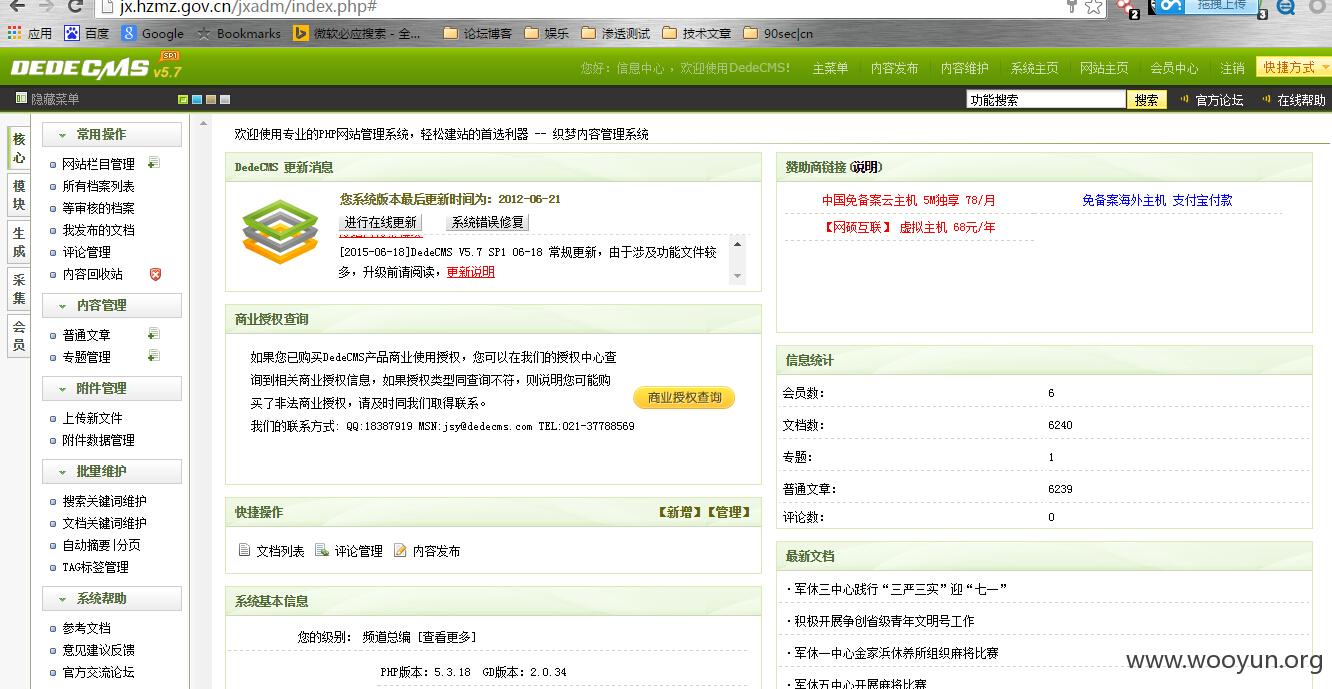 jx.hzmz.gov.cn/jxadm/index.php#
2
拖拽上传
3
应用 百度 Google Bookmarks 微软必应搜索 - 全... 论坛博客 娱乐 渗透测试 技术文章 90sec|cn
DEDECMS v5.7 SP1
您好：信息中心 ，欢迎使用DedeCMS！ 主菜单 内容发布 内容维护 系统主页 网站主页 会员中心 注销 快捷方式
隐藏菜单
功能搜索 搜索 官方论坛 在线帮助
核心
模块
生成
采集
会员
常用操作
网站栏目管理
所有档案列表
等审核的档案
我发布的文档
评论管理
内容回收站
内容管理
普通文章
专题管理
附件管理
上传新文件
附件数据管理
批量维护
搜索关键词维护
文档关键词维护
自动摘要|分页
TAG标签管理
系统帮助
参考文档
意见建议反馈
官方交流论坛
欢迎使用专业的PHP网站管理系统，轻松建站的首选利器 -- 织梦内容管理系统
DedeCMS 更新消息
您系统版本最后更新时间为：2012-06-21
进行在线更新 系统错误修复
[2015-06-18]DedeCMS V5.7 SP1 06-18 常规更新，由于涉及功能文件较
多，升级前请阅读，更新说明
商业授权查询
如果您已购买DedeCMS产品商业使用授权，您可以在我们的授权中心查
询到相关商业授权信息，如果授权类型同查询不符，则说明您可能购
买了非法商业授权，请及时同我们取得联系。
我们的联系方式：QQ:18387919 MSN:jsy@dedecms.com TEL:021-37788569
商业授权查询
快捷操作 【新增】【管理】
文档列表 评论管理 内容发布
系统基本信息
您的级别： 频道总编 [查看更多]
PHP版本：5.3.18 GD版本：2.0.34
赞助商链接 (说明)
中国免备案云主机 5M独享 78/月 免备案海外主机 支付宝付款
【网硕互联】 虚拟主机 68元/年
信息统计
会员数： 6
文档数： 6240
专题： 1
普通文章： 6239
评论数： 0
最新文档
·军休三中心践行“三严三实”迎“七一”
·积极开展争创省级青年文明号工作
·军休一中心金家浜休养所组织麻将比赛
·军休五中心开展麻将比赛
www.wooyun.org